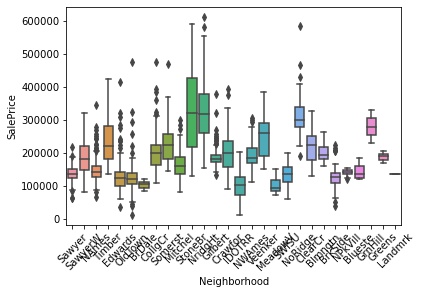 600000
500000
400000
300000
200000
100000
0
SalePrice
Sawyer
SawyerW
NAmes
Timber
Edwards
OldTown
BrDale
CollgCr
Somerst
Mitchel
StoneBr
NridgHt
Gilbert
Crawfor
IDOTRR
NWAmes
Veenker
MeadowV
SWISU
NoRidge
ClearCr
Blmngtn
BrkSide
NPkVill
Blueste
GrnHill
Greens
Landmrk
Neighborhood